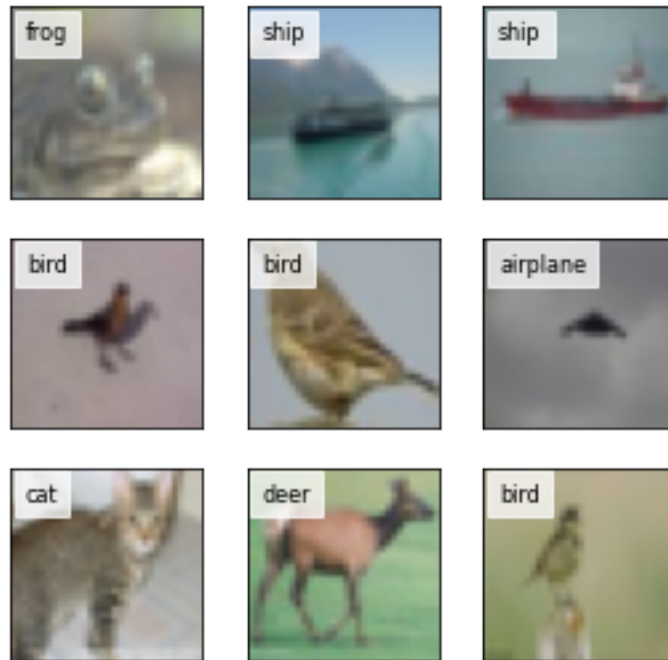 frog
ship
ship
bird
bird
airplane
cat
deer
bird